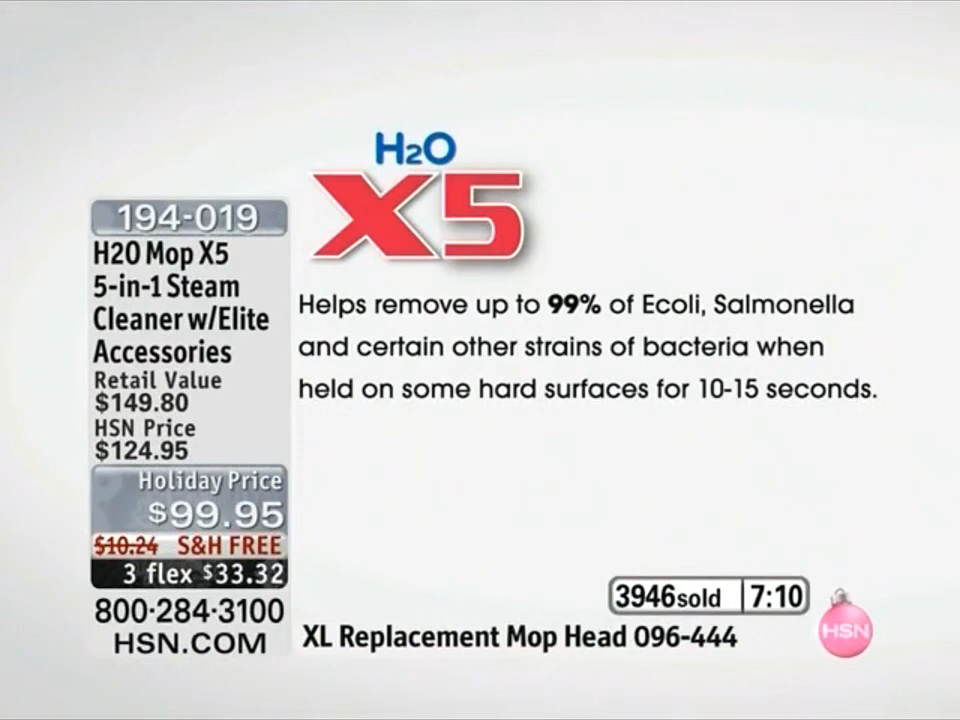 H2O
X5
194-019
H2O Mop X5
5-in-1 Steam
Cleaner w/Elite
Accessories
Retail Value
$149.80
HSN Price
$124.95
Holiday Price
$99.95
$10.24 S&H FREE
3 flex $33.32
800·284·3100
HSN.COM
Helps remove up to 99% of Ecoli, Salmonella
and certain other strains of bacteria when
held on some hard surfaces for 10-15 seconds.
3946sold 7:10
XL Replacement Mop Head 096-444
HSN